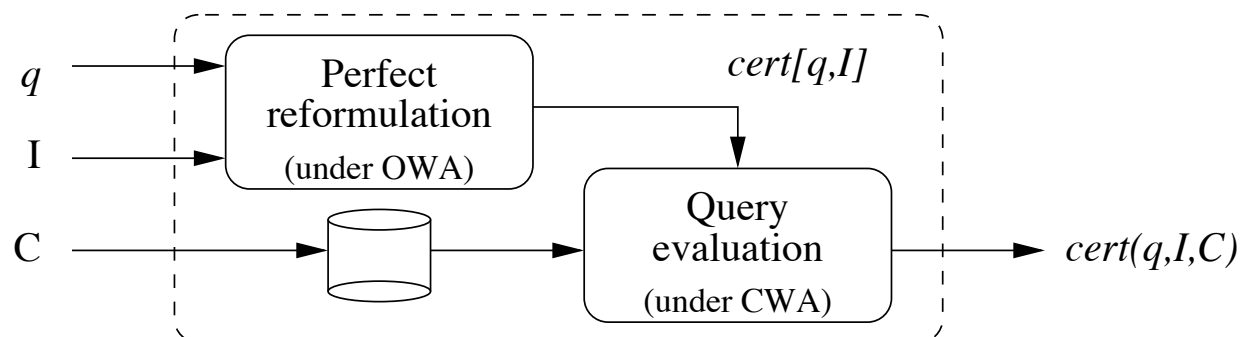 q
I
C
Perfect
reformulation
(under OWA)
cert[q,I]
Query
evaluation
(under CWA)
cert(q,I,C)